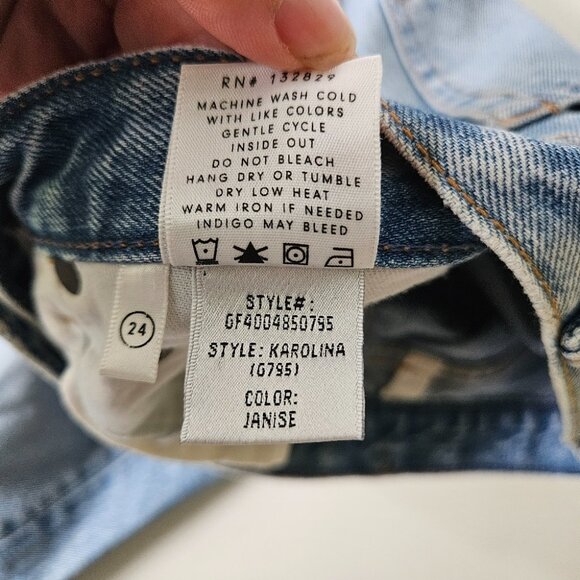 RN# 132829
MACHINE WASH COLD
WITH LIKE COLORS
GENTLE CYCLE
INSIDE OUT
DO NOT BLEACH
HANG DRY OR TUMBLE
DRY LOW HEAT
WARM IRON IF NEEDED
INDIGO MAY BLEED
24
STYLE#:
GF4004850795
STYLE: KAROLINA
(G795)
COLOR:
JANISE